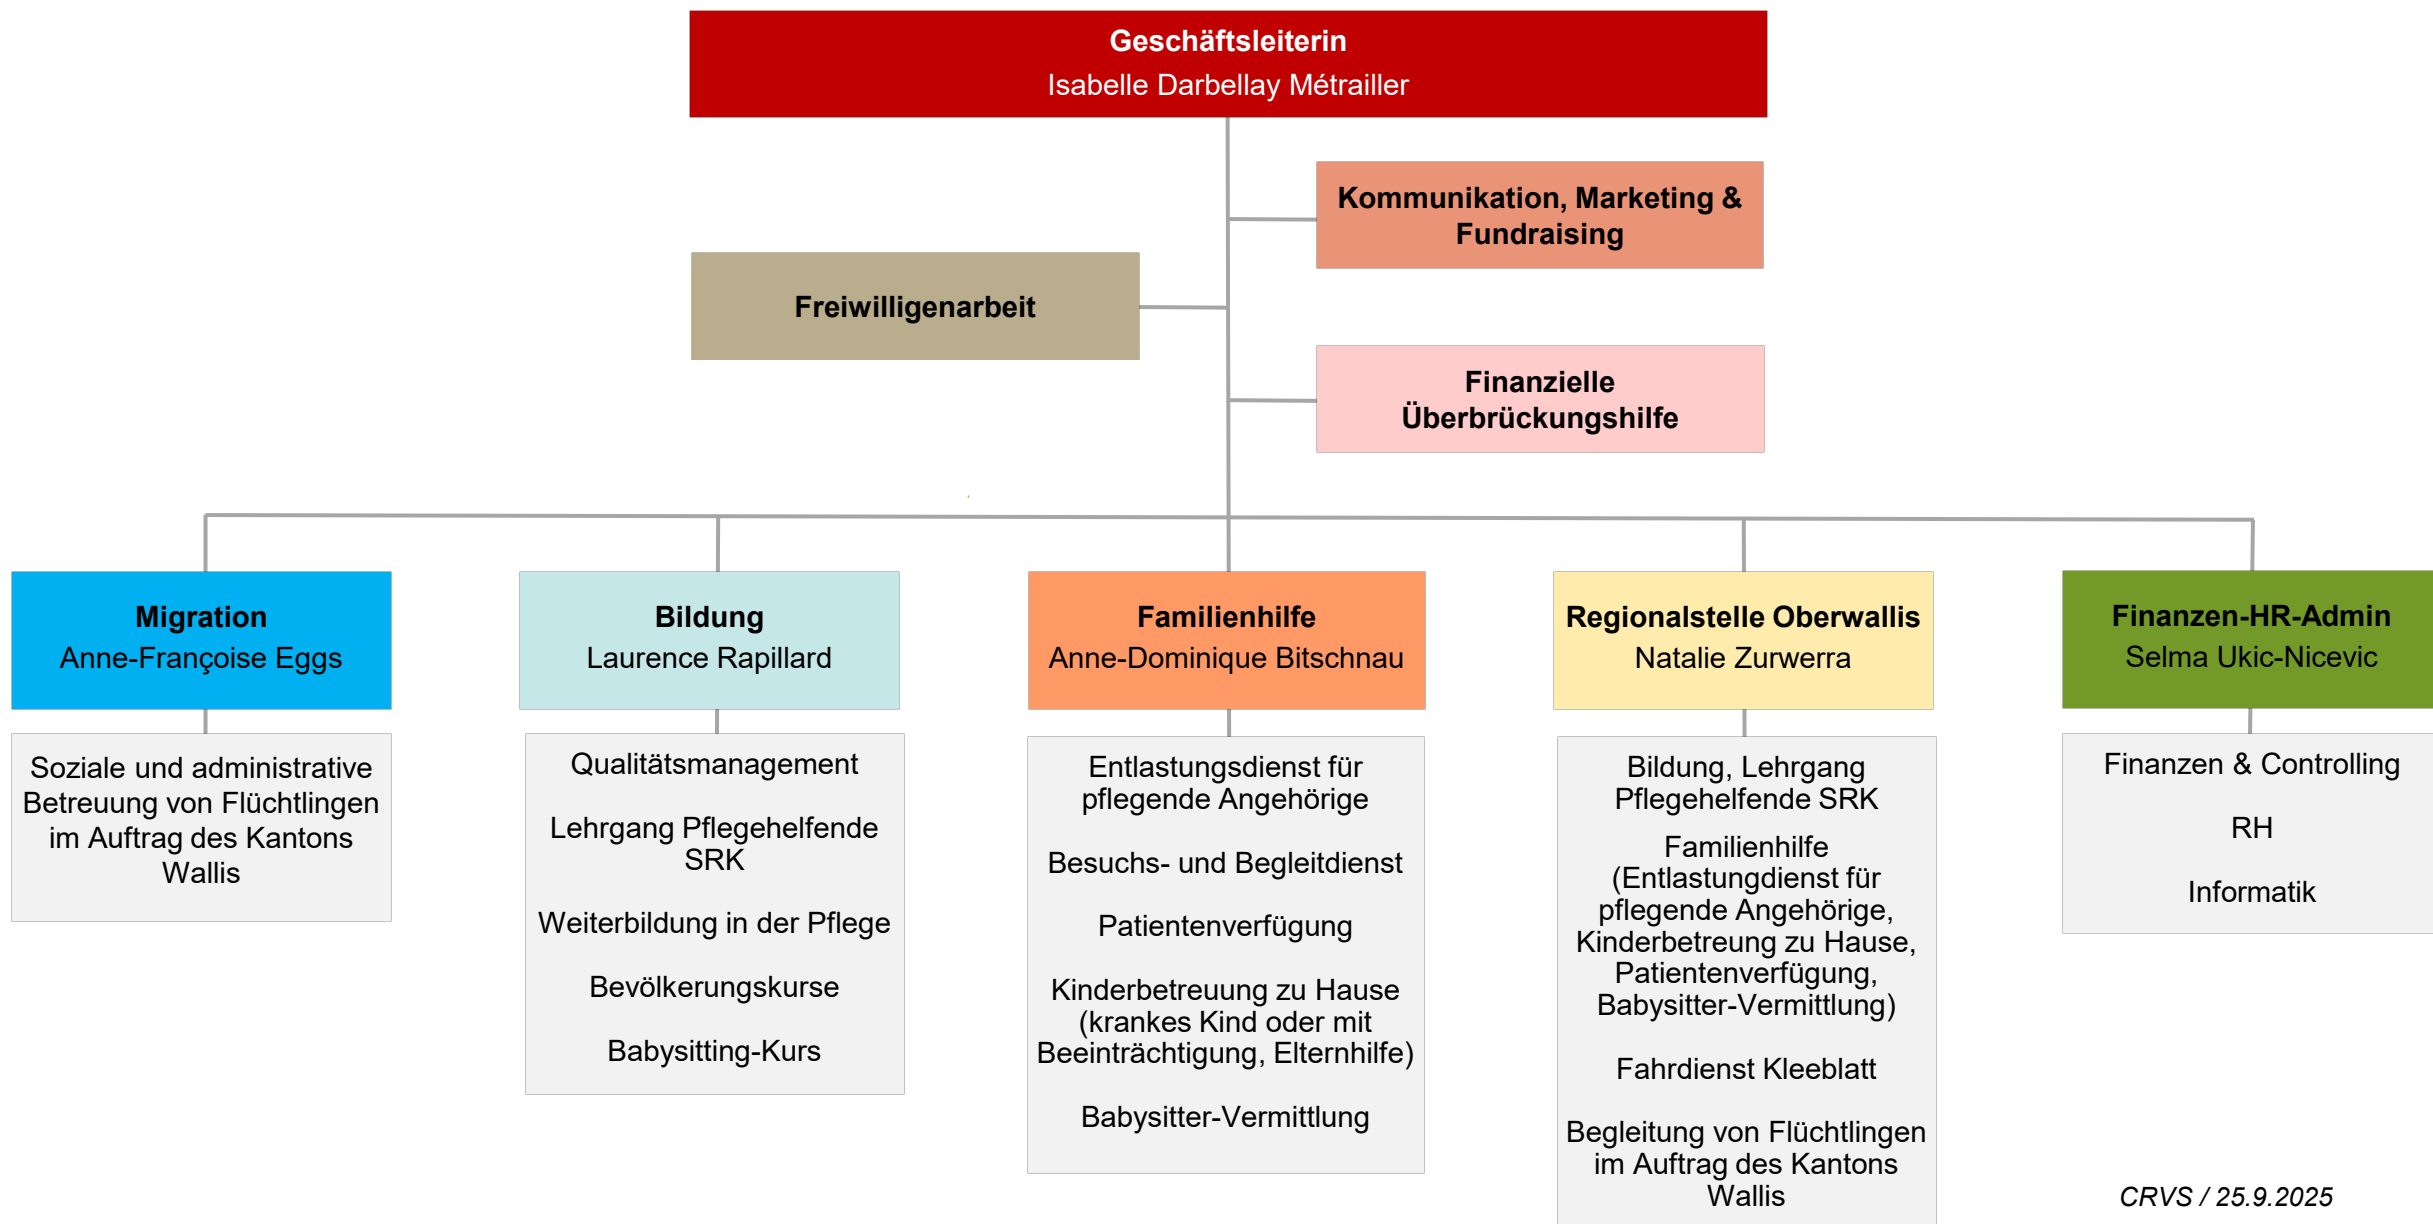 Geschäftsleiterin
Isabelle Darbellay Métrailler
Kommunikation, Marketing &
Fundraising
Freiwilligenarbeit
Finanzielle
Überbrückungshilfe
Migration
Anne-Françoise Eggs
Soziale und administrative
Betreuung von Flüchtlingen
im Auftrag des Kantons
Wallis
Bildung
Laurence Rapillard
Qualitätsmanagement
Lehrgang Pflegehelfende
SRK
Weiterbildung in der Pflege
Bevölkerungskurse
Babysitting-Kurs
Familienhilfe
Anne-Dominique Bitschnau
Entlastungsdienst für
pflegende Angehörige
Besuchs- und Begleitdienst
Patientenverfügung
Kinderbetreuung zu Hause
(krankes Kind oder mit
Beeinträchtigung, Elternhilfe)
Babysitter-Vermittlung
Regionalstelle Oberwallis
Natalie Zurwerra
Bildung, Lehrgang
Pflegehelfende SRK
Familienhilfe
(Entlastungdienst für
pflegende Angehörige,
Kinderbetreung zu Hause,
Patientenverfügung,
Babysitter-Vermittlung)
Fahrdienst Kleeblatt
Begleitung von Flüchtlingen
im Auftrag des Kantons
Wallis
Finanzen-HR-Admin
Selma Ukic-Nicevic
Finanzen & Controlling
RH
Informatik
CRVS / 25.9.2025